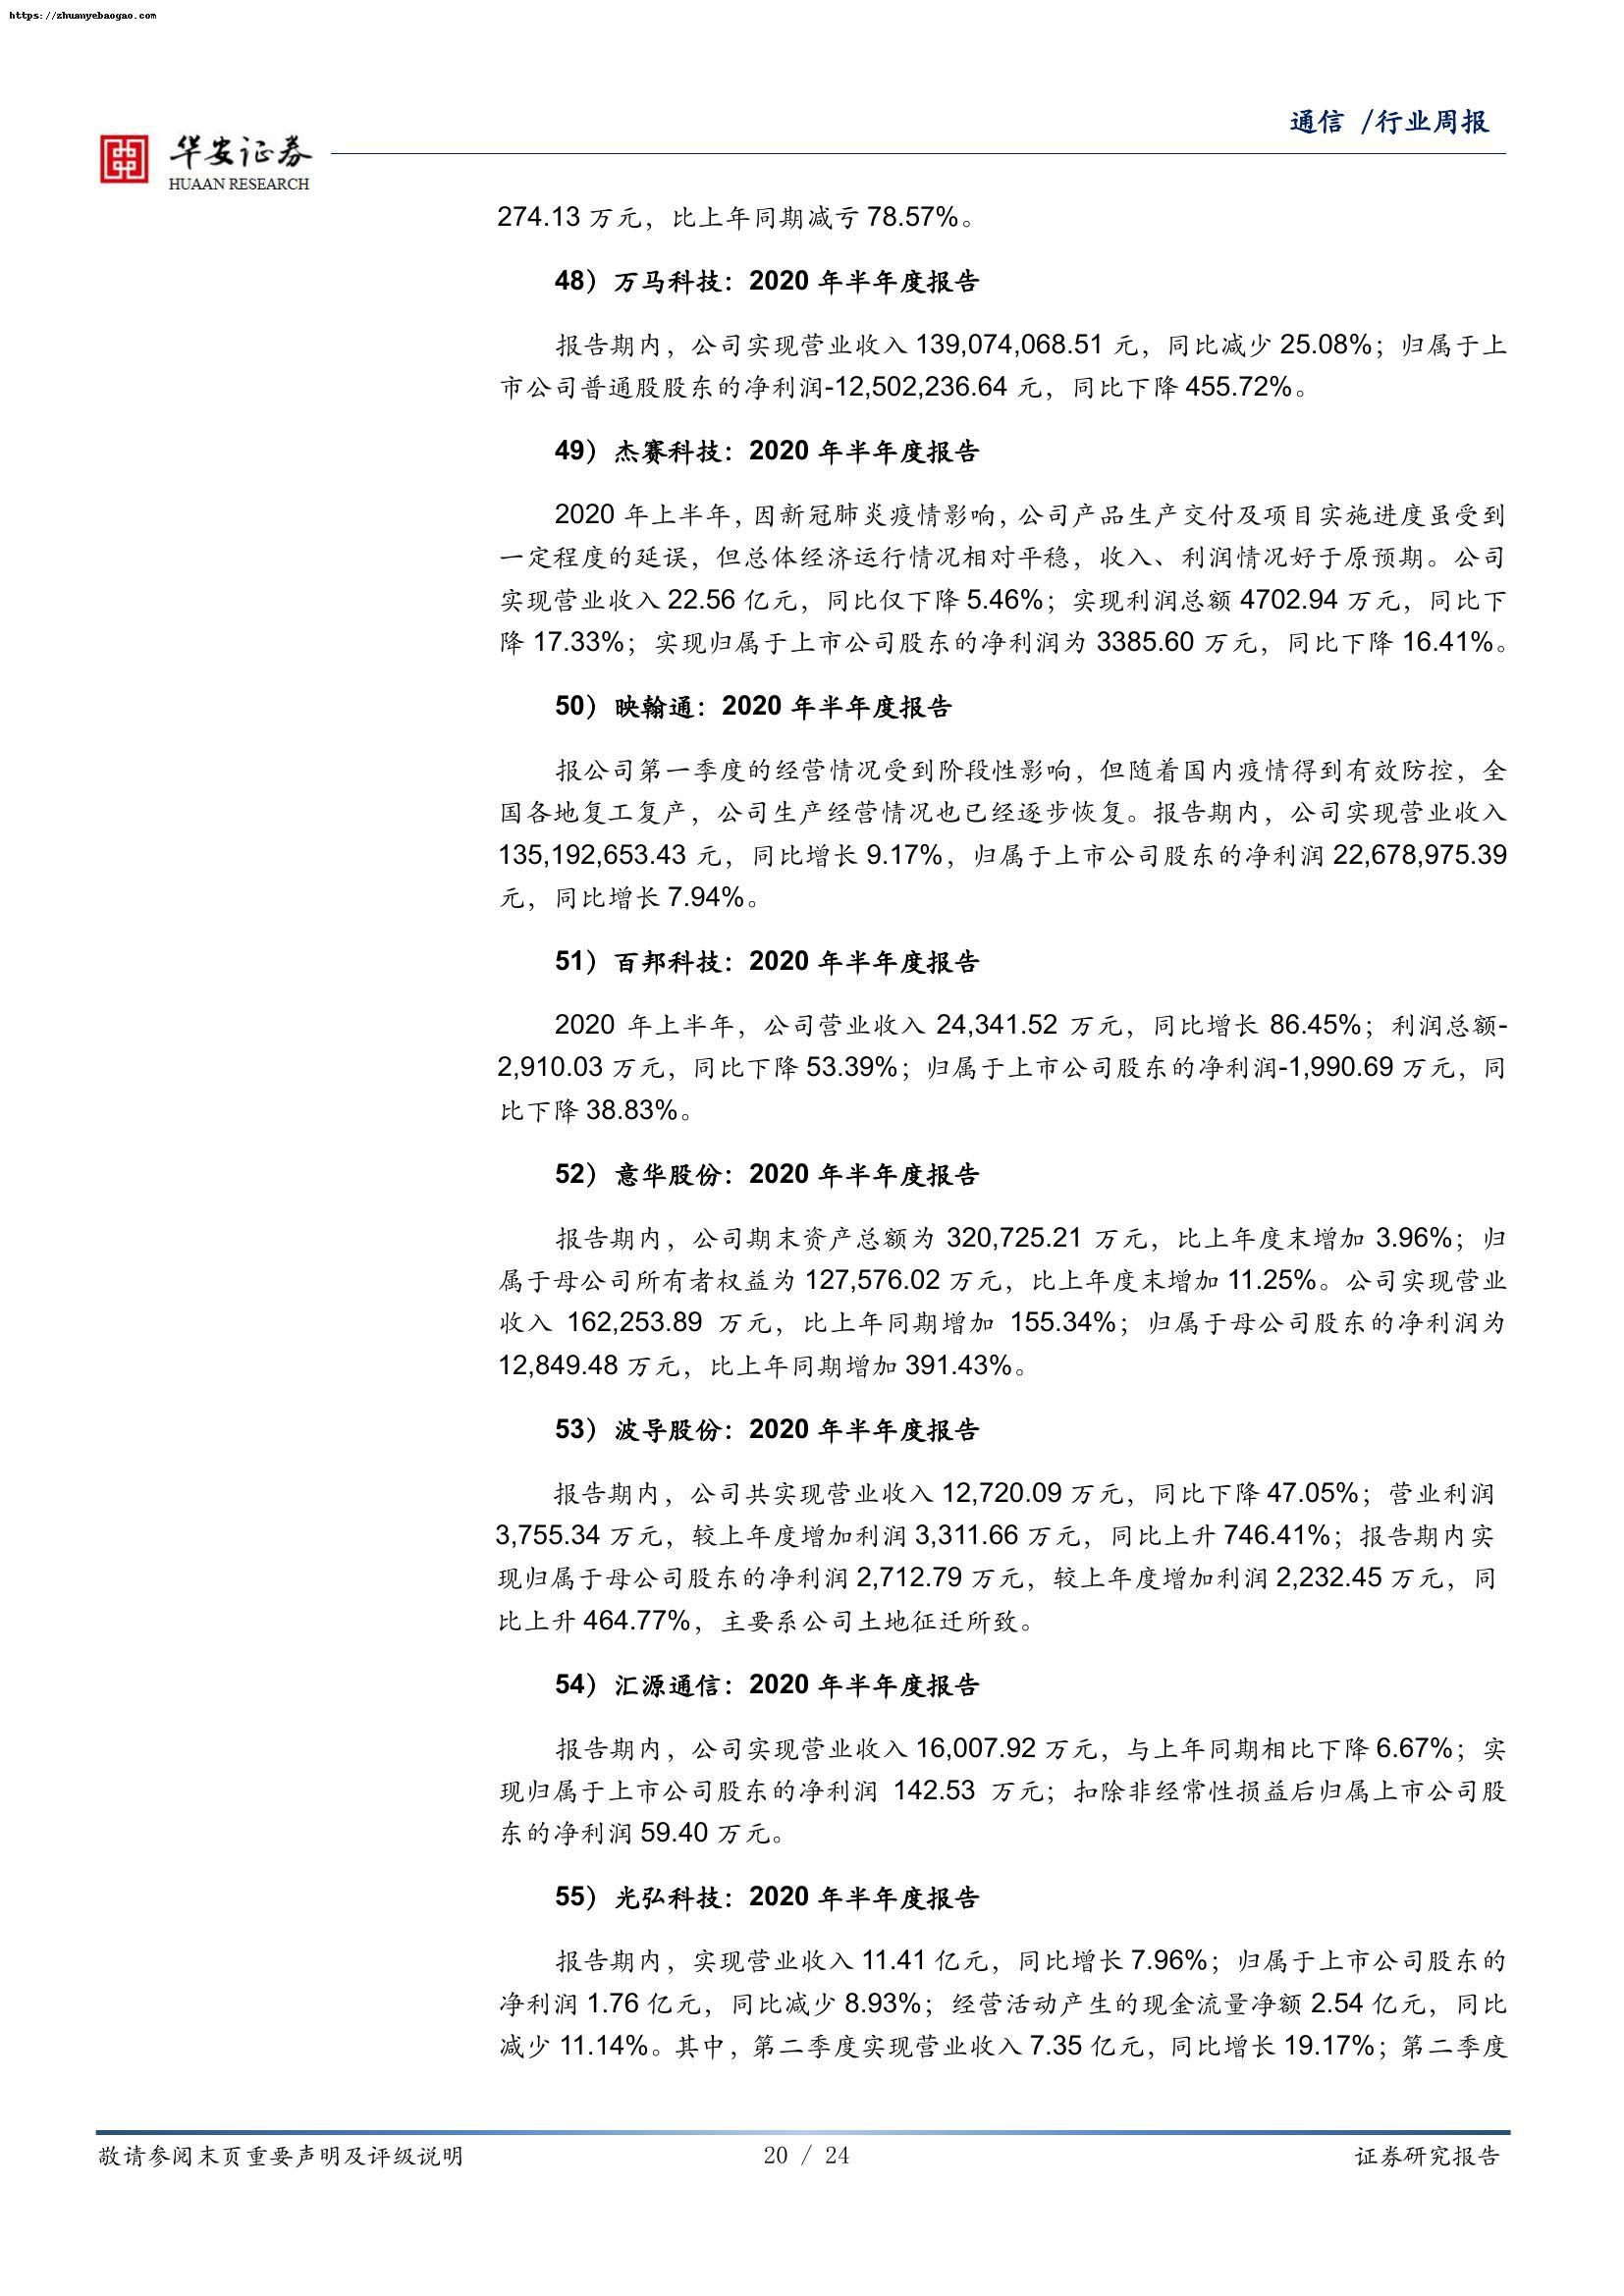 https://zhuanyebaogao.com
通信 /行业周报
华安证券
HUAAN RESEARCH
274.13 万元，比上年同期减亏 78.57%。
48）万马科技：2020 年半年度报告
报告期内，公司实现营业收入 139,074,068.51 元，同比减少 25.08%；归属于上
市公司普通股股东的净利润-12,502,236.64 元，同比下降 455.72%。
49）杰赛科技：2020 年半年度报告
2020 年上半年，因新冠肺炎疫情影响，公司产品生产交付及项目实施进度虽受到
一定程度的延误，但总体经济运行情况相对平稳，收入、利润情况好于原预期。公司
实现营业收入 22.56 亿元，同比仅下降 5.46%；实现利润总额 4702.94 万元，同比下
降 17.33%；实现归属于上市公司股东的净利润为 3385.60 万元，同比下降 16.41%。
50）映翰通：2020 年半年度报告
报公司第一季度的经营情况受到阶段性影响，但随着国内疫情得到有效防控，全
国各地复工复产，公司生产经营情况也已经逐步恢复。报告期内，公司实现营业收入
135,192,653.43 元，同比增长 9.17%，归属于上市公司股东的净利润 22,678,975.39
元，同比增长 7.94%。
51）百邦科技：2020 年半年度报告
2020 年上半年，公司营业收入 24,341.52 万元，同比增长 86.45%；利润总额-
2,910.03 万元，同比下降 53.39%；归属于上市公司股东的净利润-1,990.69 万元，同
比下降 38.83%。
52）意华股份：2020 年半年度报告
报告期内，公司期末资产总额为 320,725.21 万元，比上年度末增加 3.96%；归
属于母公司所有者权益为 127,576.02 万元，比上年度末增加 11.25%。公司实现营业
收入 162,253.89 万元，比上年同期增加 155.34%；归属于母公司股东的净利润为
12,849.48 万元，比上年同期增加 391.43%。
53）波导股份：2020 年半年度报告
报告期内，公司共实现营业收入 12,720.09 万元，同比下降 47.05%；营业利润
3,755.34 万元，较上年度增加利润 3,311.66 万元，同比上升 746.41%；报告期内实
现归属于母公司股东的净利润 2,712.79 万元，较上年度增加利润 2,232.45 万元，同
比上升 464.77%，主要系公司土地征迁所致。
54）汇源通信：2020 年半年度报告
报告期内，公司实现营业收入 16,007.92 万元，与上年同期相比下降 6.67%；实
现归属于上市公司股东的净利润 142.53 万元；扣除非经常性损益后归属上市公司股
东的净利润 59.40 万元。
55）光弘科技：2020 年半年度报告
报告期内，实现营业收入 11.41 亿元，同比增长 7.96%；归属于上市公司股东的
净利润 1.76 亿元，同比减少 8.93%；经营活动产生的现金流量净额 2.54 亿元，同比
减少 11.14%。其中，第二季度实现营业收入 7.35 亿元，同比增长 19.17%；第二季度
敬请参阅末页重要声明及评级说明
20 / 24
证券研究报告